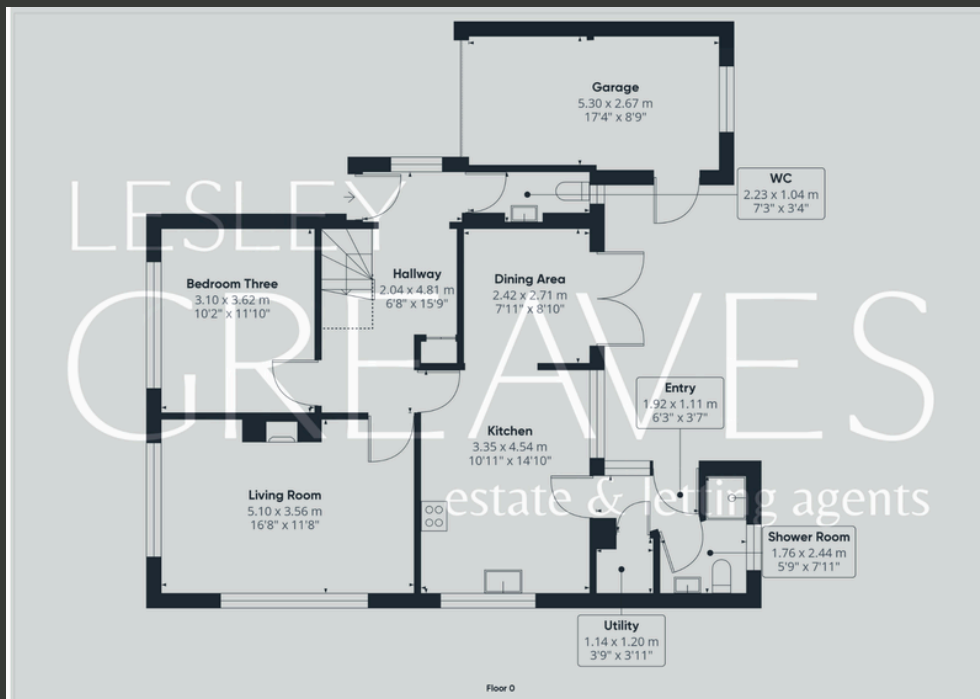 Garage
5.30 x 2.67 m
17'4" x 8'9"
WC
2.23 x 1.04 m
7'3" x 3'4"
LESLEY
Bedroom Three
3.10 x 3.62 m
10'2" x 11'10"
Hallway
2.04 x 4.81 m
6'8" x 15'9"
Dining Area
2.42 x 2.71 m
7'11" x 8'10"
GREAVES
Entry
1.92 x 1.11 m
6'3" x 3'7"
Kitchen
3.35 x 4.54 m
10'11" x 14'10"
Living Room
5.10 x 3.56 m
16'8" x 11'8"
estate & letting agents
Shower Room
1.76 x 2.44 m
5'9" x 7'11"
Utility
1.14 x 1.20 m
3'9" x 3'11"
Floor 0